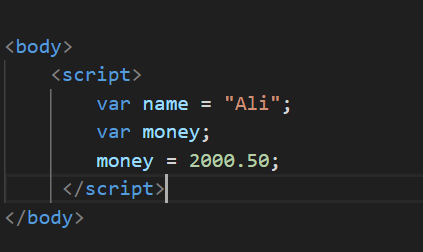 <body>
<script>
var name = "Ali";
var money;
money = 2000.50;
</script>
</body>